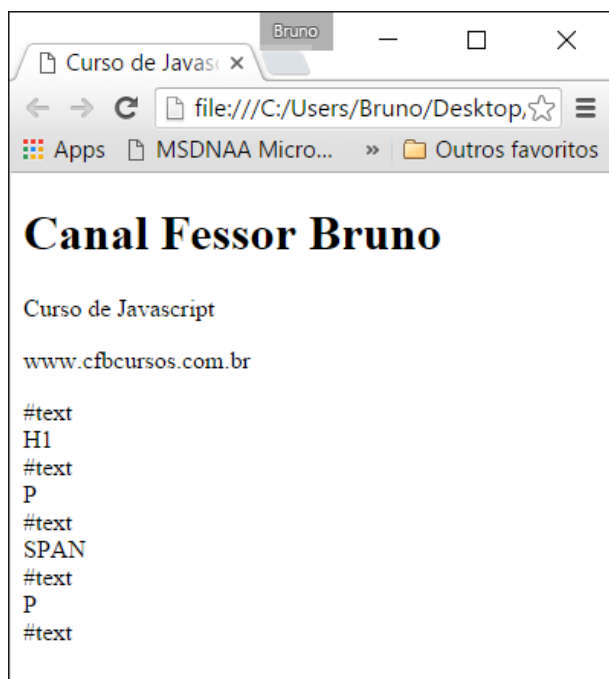 Bruno
Curso de Javas
file:///C:/Users/Bruno/Desktop,
Apps MSDNAA Micro... » Outros favoritos
Canal Fessor Bruno
Curso de Javascript
www.cfbcursos.com.br
#text
H1
#text
P
#text
SPAN
#text
P
#text